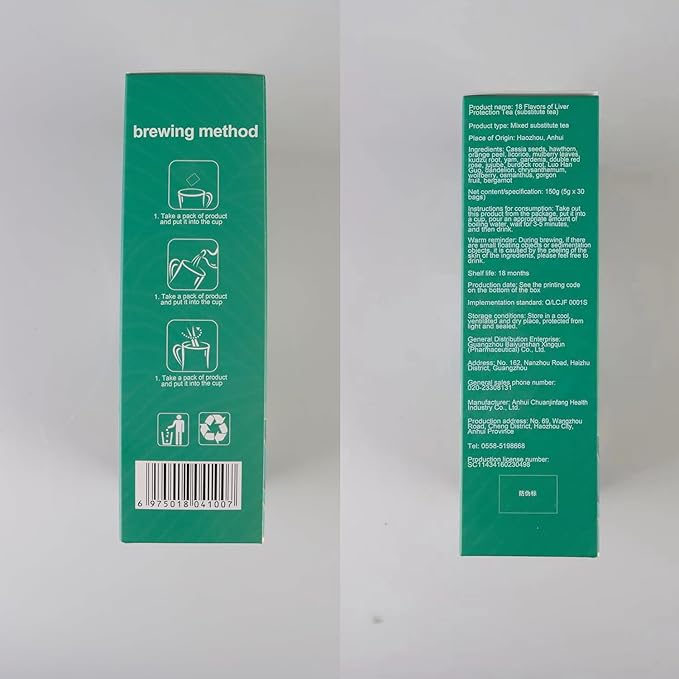 brewing method
1. Take a pack of product
and put it into the cup
1. Take a pack of product
and put it into the cup
1. Take a pack of product
and put it into the cup
6 975018 041007
Product name: 18 Flavors of Liver
Protection Tea (substitute tea)
Product type: Mixed substitute tea
Place of Origin: Haozhou, Anhui
Ingredients: Cassia seeds, hawthorn,
orange peel, licorice, mulberry leaves,
kudzu root, yam, gardenia, double red
rose, jujube, burdock root, Luo Han
Guo, dandelion, chrysanthemum,
wolfberry, osmanthus, gorgon
fruit, bergamot
Net content/specification: 150g (5g x 30
bags)
Instructions for consumption: Take out
this product from the package, put it into
a cup, pour an appropriate amount of
boiling water, wait for 3-5 minutes,
and then drink.
Warm reminder: During brewing, if there
are small floating objects or sedimentation
objects, it is caused by the peeling of the
skin of the ingredients, please feel free to
drink.
Shelf life: 18 months
Production date: See the printing code
on the bottom of the box
Implementation standard: Q/LCJF 0001S
Storage conditions: Store in a cool,
ventilated and dry place, protected from
light and sealed.
General Distribution Enterprise:
Guangzhou Baiyunshan Xingqun
(Pharmaceutical) Co., Ltd.
Address: No. 162, Nanzhou Road, Haizhu
District, Guangzhou
General sales phone number:
020-23308131
Manufacturer: Anhui Chuanjintang Health
Industry Co., Ltd.
Production address: No. 69, Wangzhou
Road, Cheng District, Haozhou City,
Anhui Province
Tel: 0558-5198668
Production license number:
SC11434160230498
防伪标